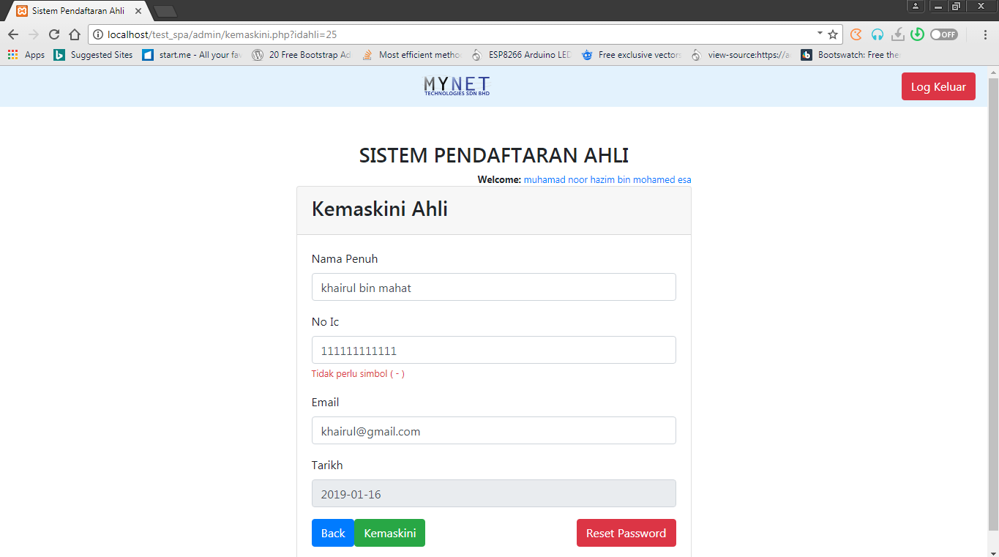 Sistem Pendaftaran Ahli
localhost/test_spa/admin/kemaskini.php?idahli=25
OFF
Apps Suggested Sites start.me - All your fav 20 Free Bootstrap Ad Most efficient metho ESP8266 Arduino LED Free exclusive vectors view-source:https://a Bootswatch: Free the
MYNET
TECHNOLOGIES SDN BHD
Log Keluar
SISTEM PENDAFTARAN AHLI
Welcome: muhamad noor hazim bin mohamed esa
Kemaskini Ahli
Nama Penuh
khairul bin mahat
No Ic
111111111111
Tidak perlu simbol ( - )
Email
khairul@gmail.com
Tarikh
2019-01-16
Back Kemaskini Reset Password